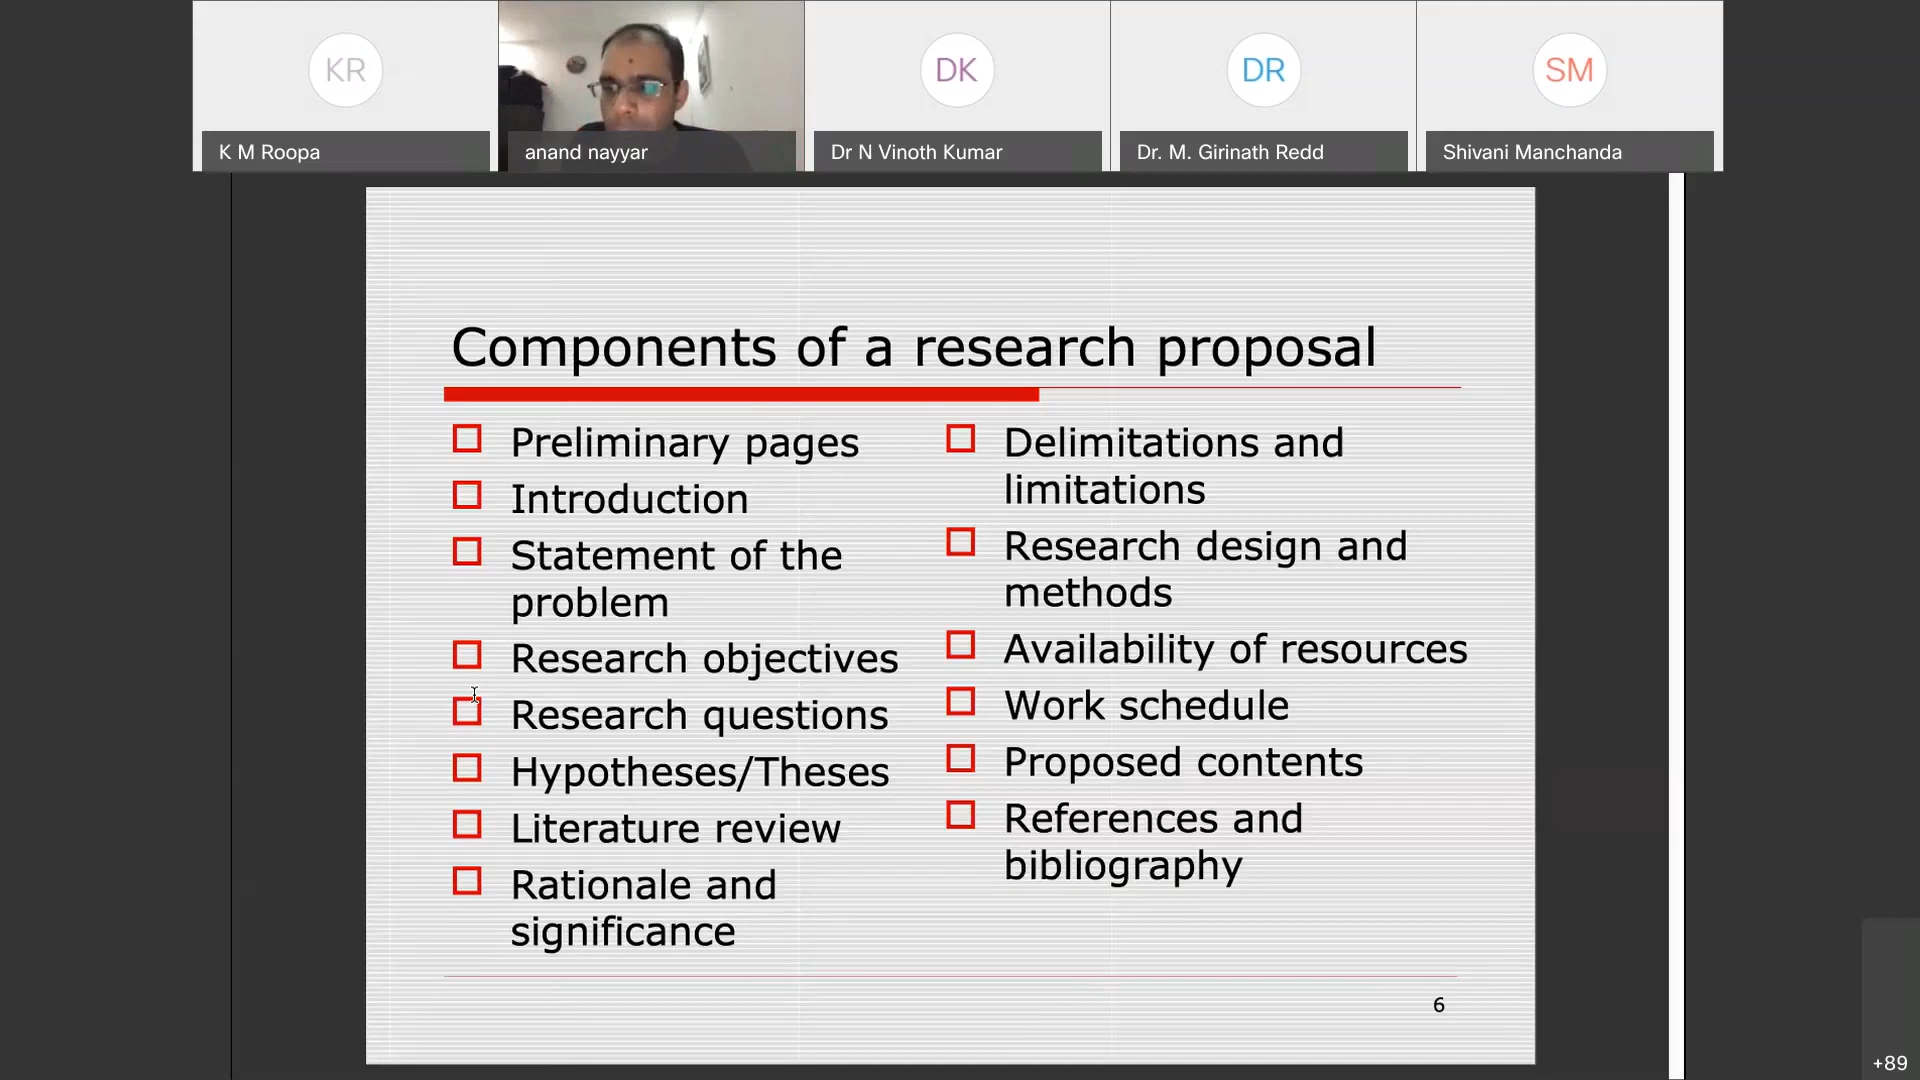 KR
DK
DR
SM
K M Roopa
anand nayyar
Dr N Vinoth Kumar
Dr. M. Girinath Redd
Shivani Manchanda
Components of a research proposal
Preliminary pages
Introduction
Statement of the
problem
Research objectives
Research questions
Hypotheses/Theses
Literature review
Rationale and
significance
Delimitations and
limitations
Research design and
methods
Availability of resources
Work schedule
Proposed contents
References and
bibliography
6
+89